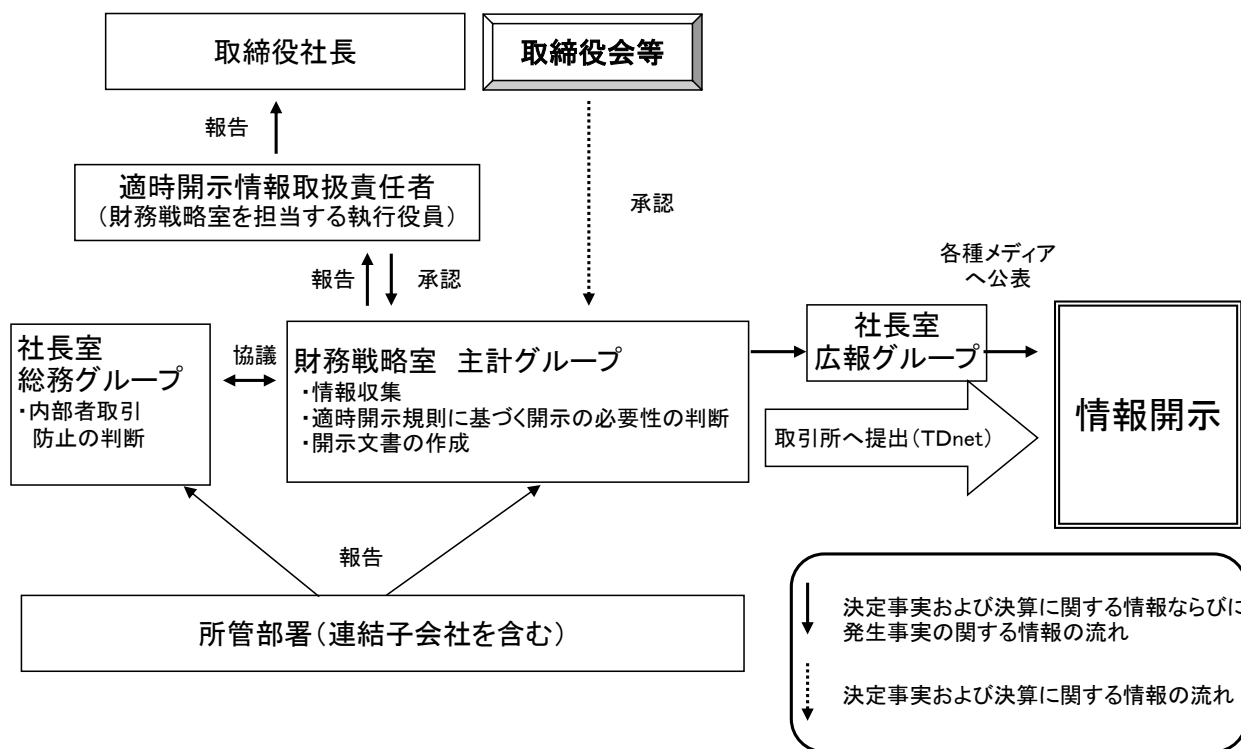 取締役社長
取締役会等
報告
適時開示情報取扱責任者
(財務戦略室を担当する執行役員)
承認
報告
承認
各種メディア
へ公表
社長室
総務グループ
・内部者取引
防止の判断
協議
財務戦略室 主計グループ
・情報収集
・適時開示規則に基づく開示の必要性の判断
・開示文書の作成
社長室
広報グループ
取引所へ提出(TDnet)
情報開示
報告
所管部署(連結子会社を含む)
決定事実および決算に関する情報ならびに
発生事実の関する情報の流れ
決定事実および決算に関する情報の流れ